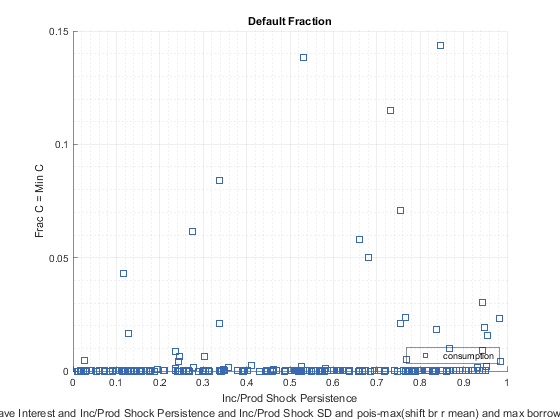 Default Fraction
0.15
0.1
0.05
0
Frac C = Min C
consumption
0 0.1 0.2 0.3 0.4 0.5 0.6 0.7 0.8 0.9 1
Inc/Prod Shock Persistence
ave Interest and Inc/Prod Shock Persistence and Inc/Prod Shock SD and pois-max(shift br r mean) and max borrow